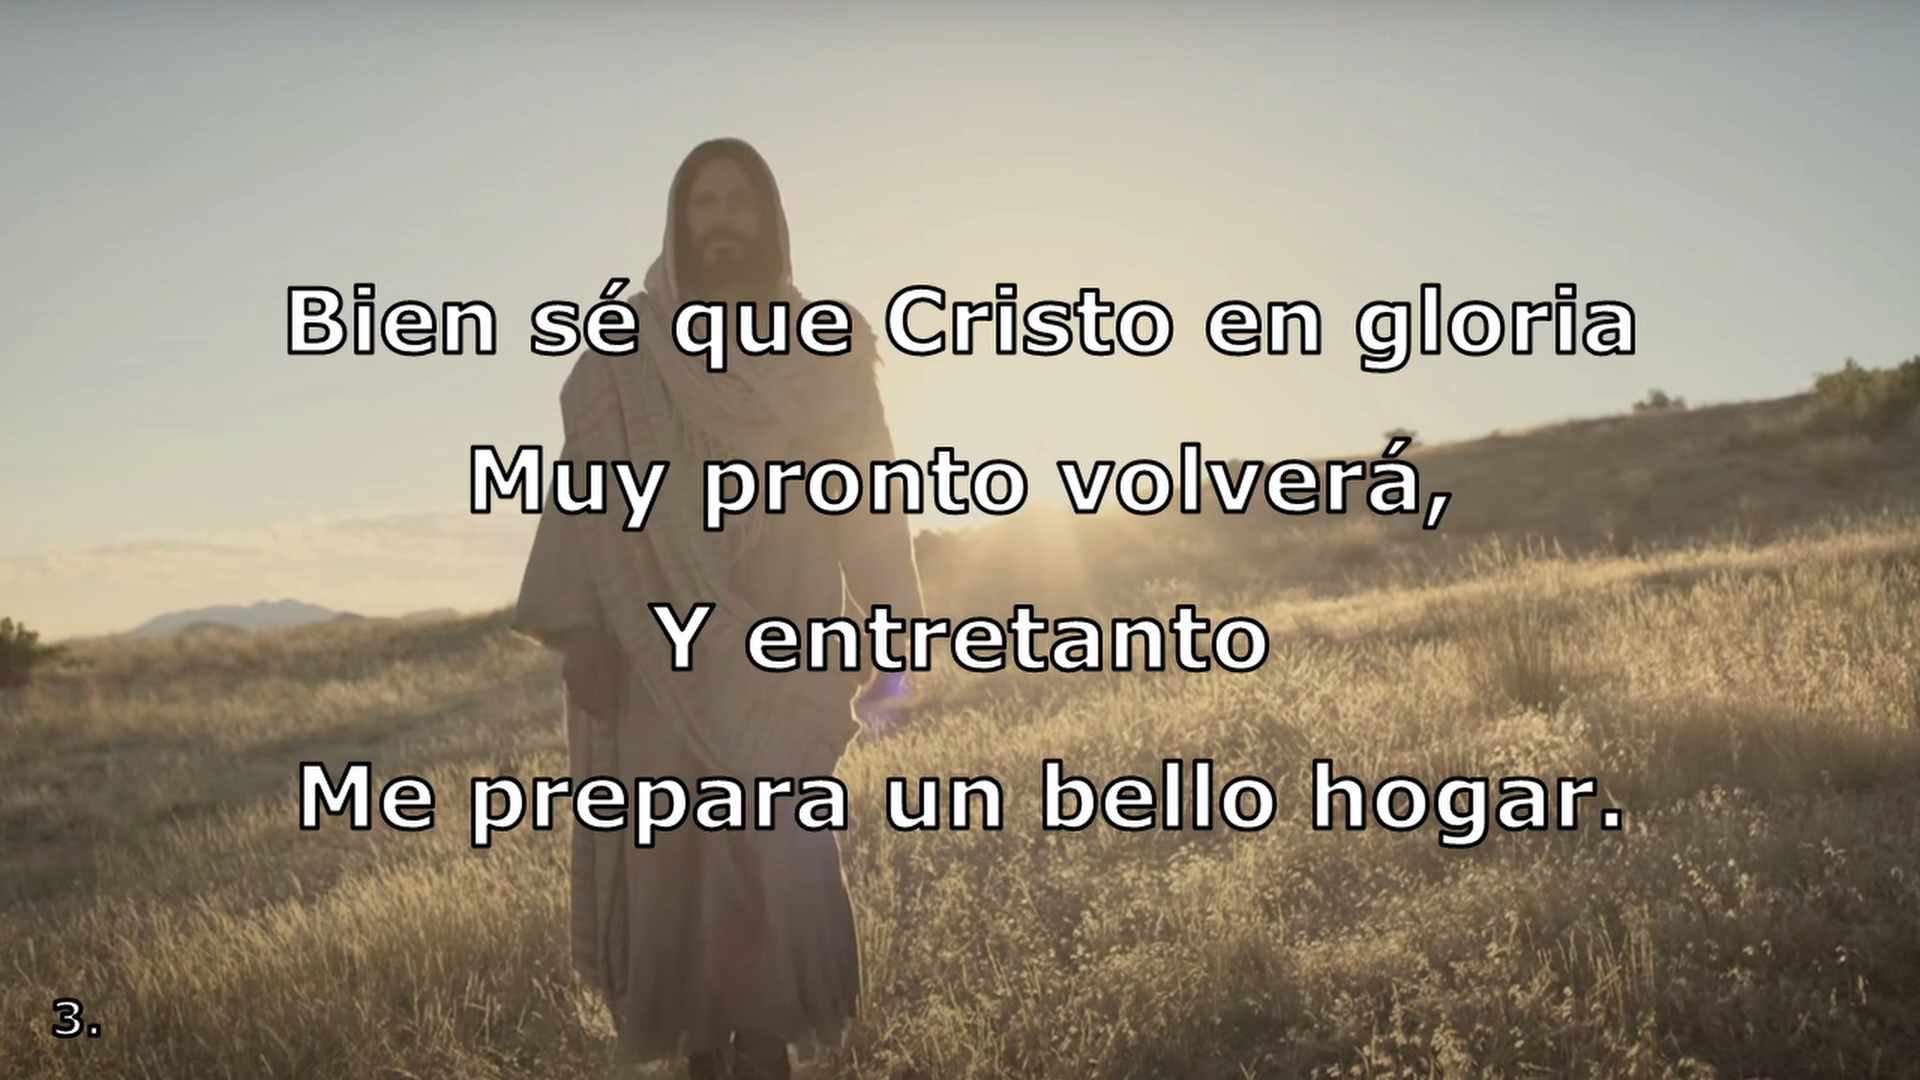 Bien sé que Cristo en gloria
Muy pronto volverá,
Y entretanto
Me prepara un bello hogar.
3.